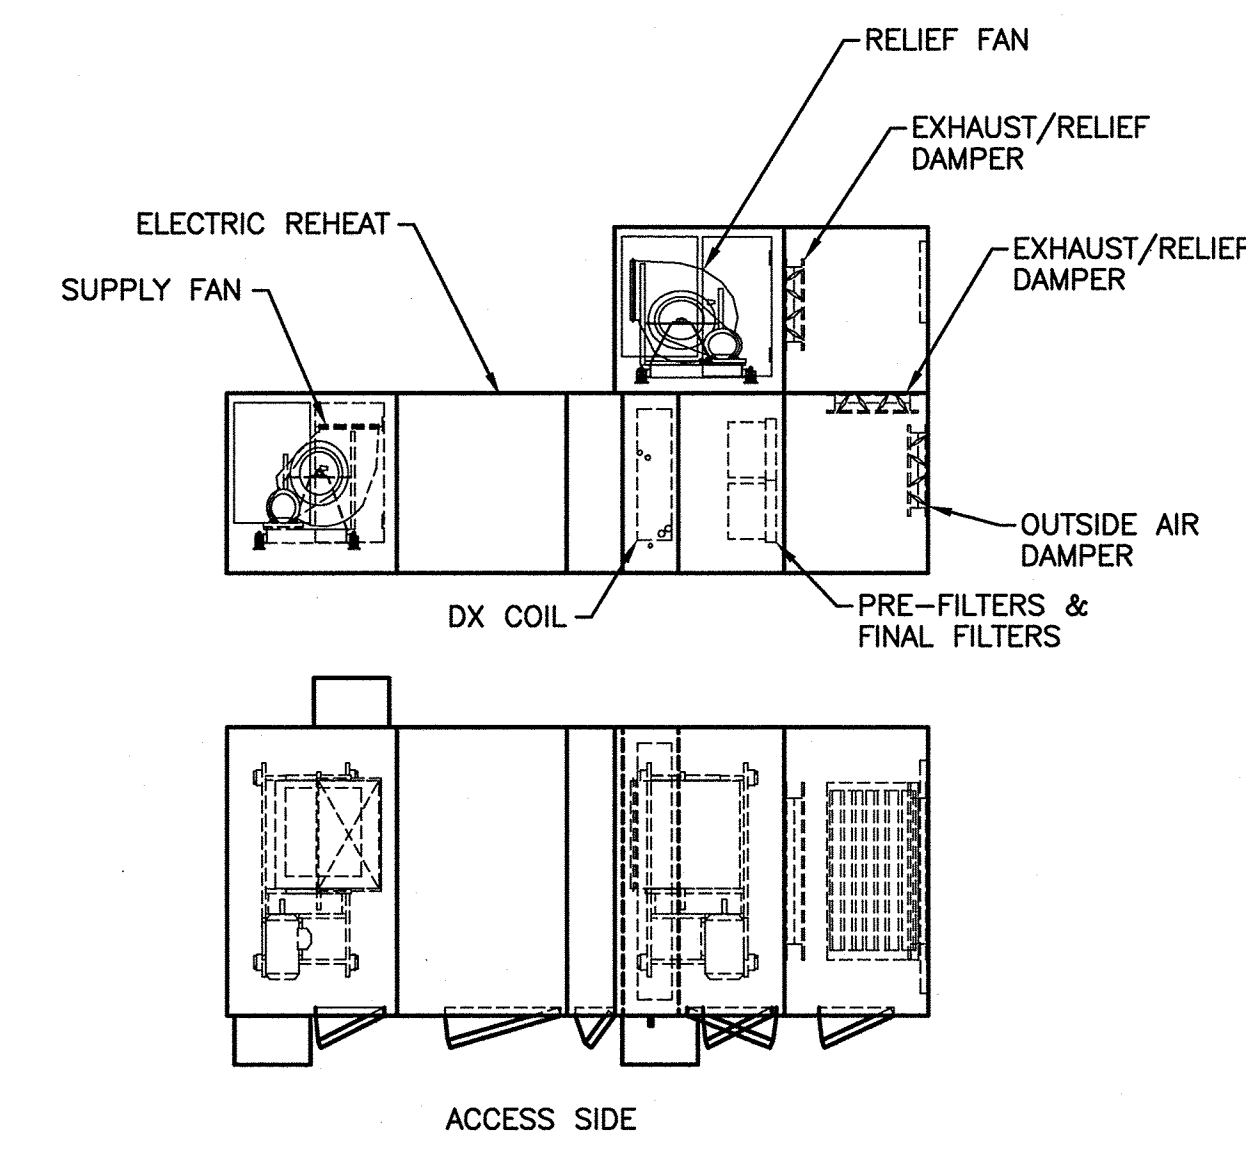 RELIEF FAN
EXHAUST/RELIEF
DAMPER
ELECTRIC REHEAT
EXHAUST/RELIEF
DAMPER
SUPPLY FAN
OUTSIDE AIR
DAMPER
DX COIL
PRE-FILTERS &
FINAL FILTERS
ACCESS SIDE